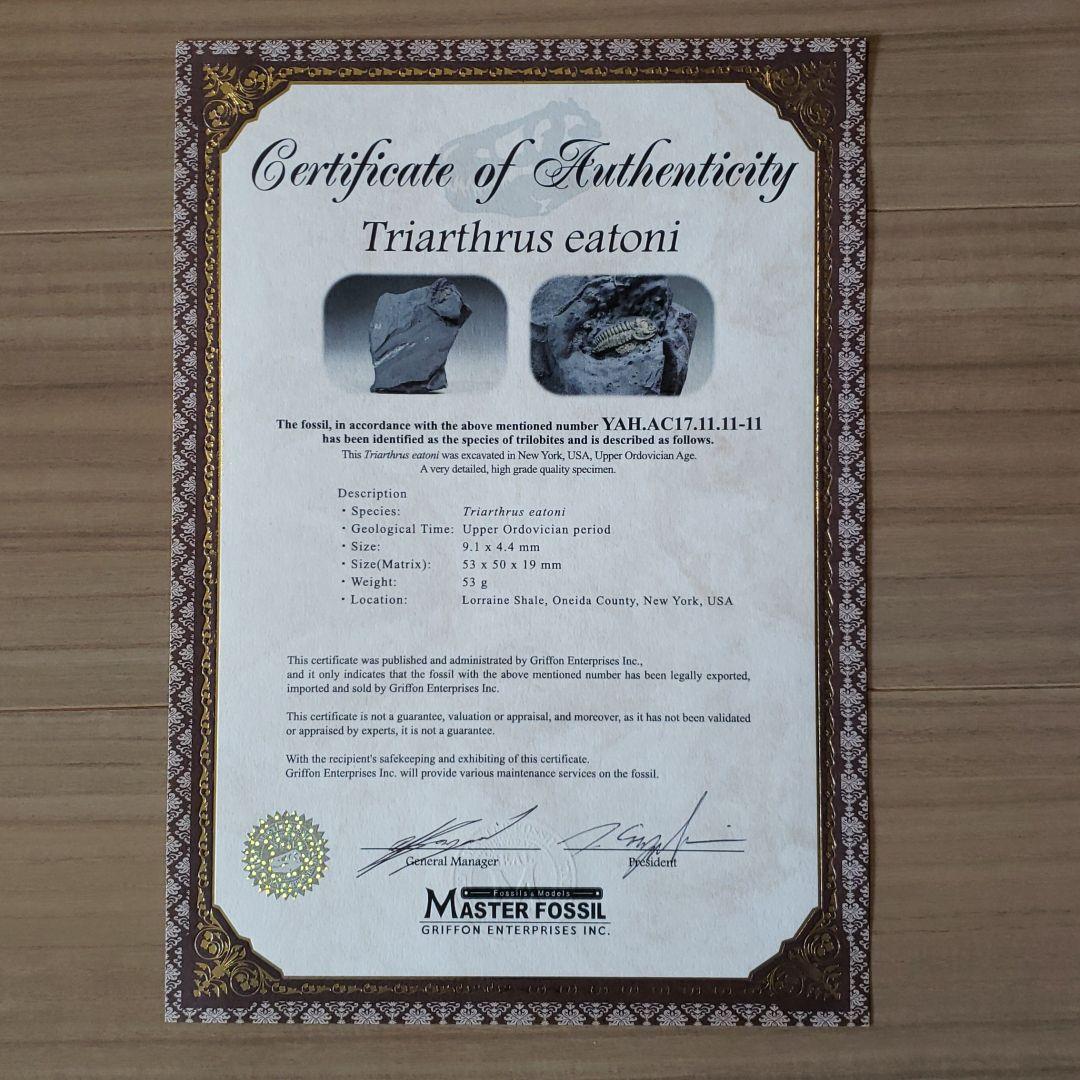 Certificate of Authenticity
Triarthrus eatoni
The fossil, in accordance with the above mentioned number YAH.AC17.11.11-11
has been identified as the species of trilobites and is described as follows.
This Triarthrus eatoni was excavated in New York, USA, Upper Ordovician Age.
A very detailed, high grade quality specimen.
Description
・Species: Triarthrus eatoni
・Geological Time: Upper Ordovician period
・Size: 9.1 x 4.4 mm
・Size(Matrix): 53 x 50 x 19 mm
・Weight: 53 g
・Location: Lorraine Shale, Oneida County, New York, USA
This certificate was published and administrated by Griffon Enterprises Inc.,
and it only indicates that the fossil with the above mentioned number has been legally exported,
imported and sold by Griffon Enterprises Inc.
This certificate is not a guarantee, valuation or appraisal, and moreover, as it has not been validated
or appraised by experts, it is not a guarantee.
With the recipient's safekeeping and exhibiting of this certificate.
Griffon Enterprises Inc. will provide various maintenance services on the fossil.
General Manager
President
Fossils & Models
MASTER FOSSIL
GRIFFON ENTERPRISES INC.